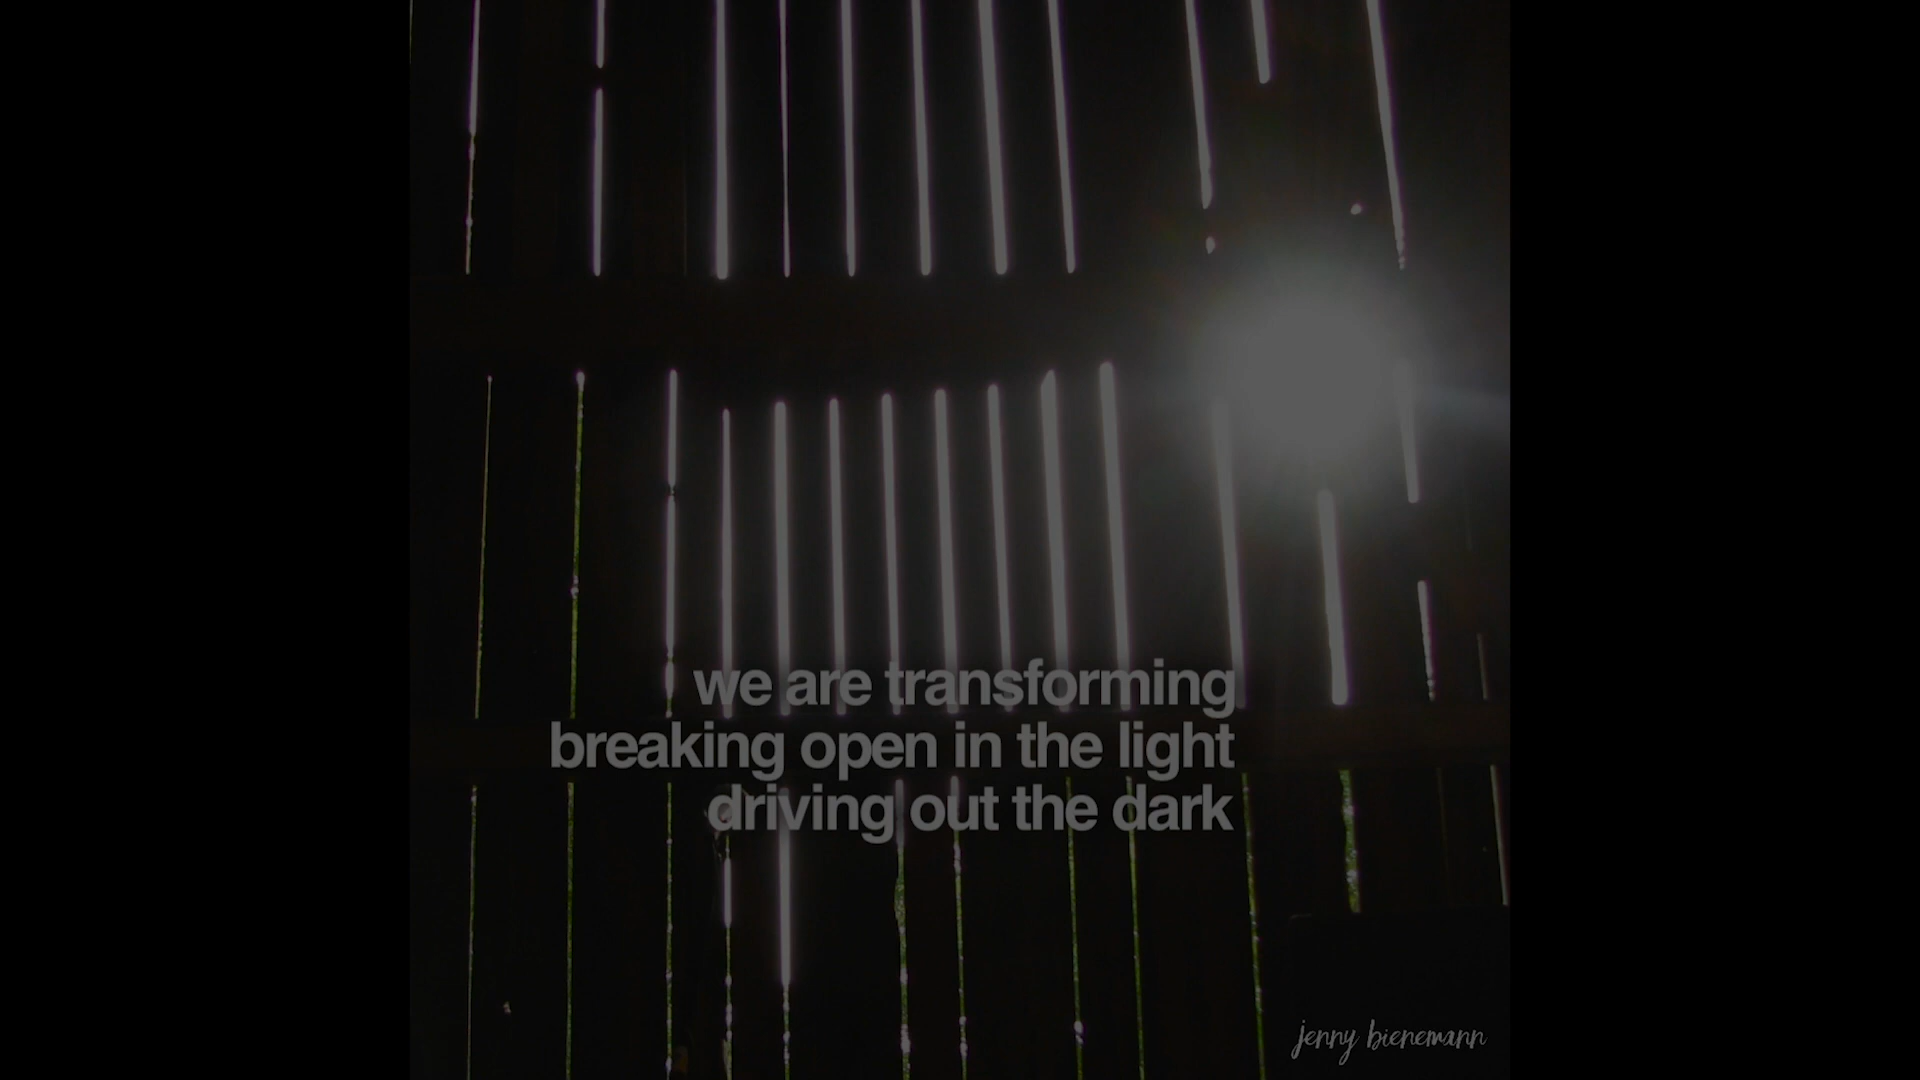 we are transforming
breaking open in the light
driving out the dark
jenny bienemann